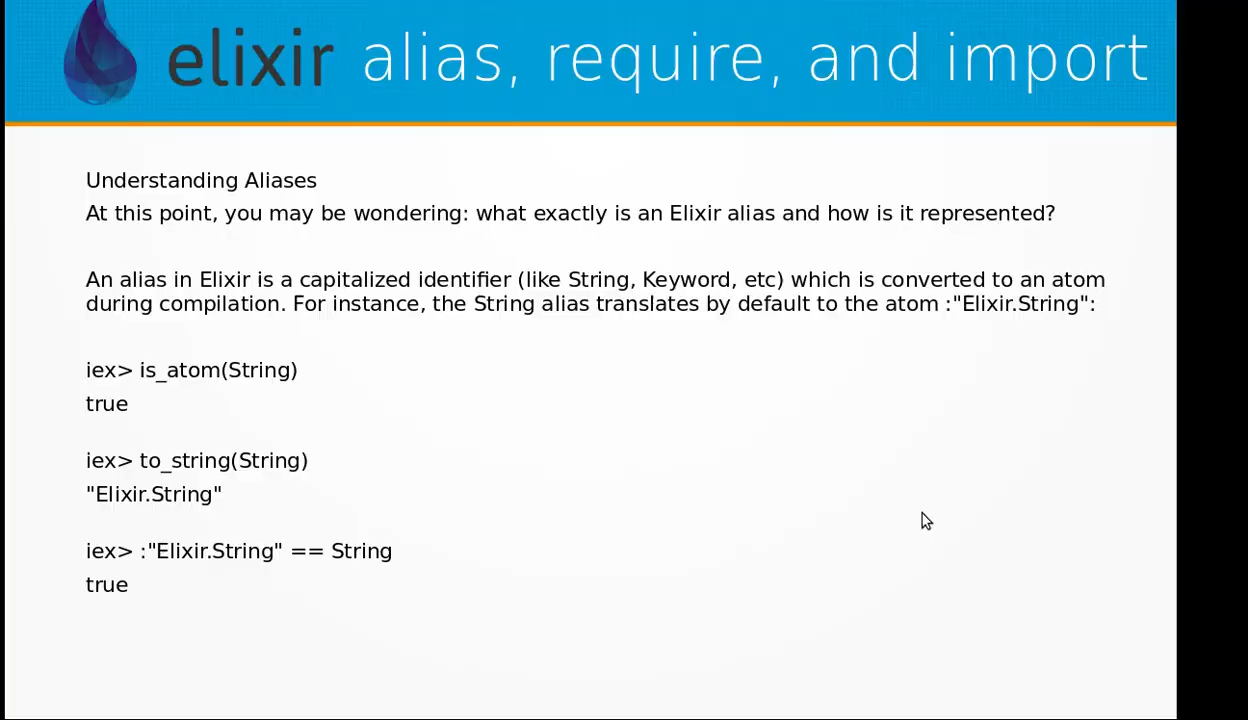 elixir alias, require, and import
Understanding Aliases
At this point, you may be wondering: what exactly is an Elixir alias and how is it represented?
An alias in Elixir is a capitalized identifier (like String, Keyword, etc) which is converted to an atom
during compilation. For instance, the String alias translates by default to the atom :"Elixir.String":
iex> is_atom(String)
true
iex> to_string(String)
"Elixir.String"
iex> :"Elixir.String" == String
true